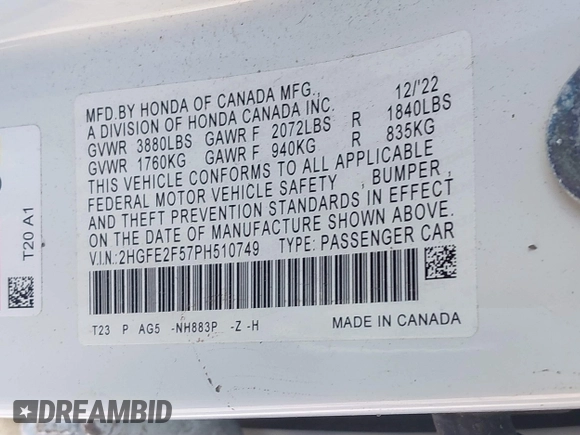 MFD.BY HONDA OF CANADA MFG., 12/'22
A DIVISION OF HONDA CANADA INC.
GVWR 3880LBS GAWR F 2072LBS R 1840LBS
GVWR 1760KG GAWR F 940KG R 835KG
THIS VEHICLE CONFORMS TO ALL APPLICABLE
FEDERAL MOTOR VEHICLE SAFETY , BUMPER,
AND THEFT PREVENTION STANDARDS IN EFFECT
ON THE DATE OF MANUFACTURE SHOWN ABOVE.
V.I.N.:2HGFE2F57PH510749 TYPE: PASSENGER CAR
T23 P AG5 -NH883P -Z -H MADE IN CANADA
T20 A1
DREAMBID